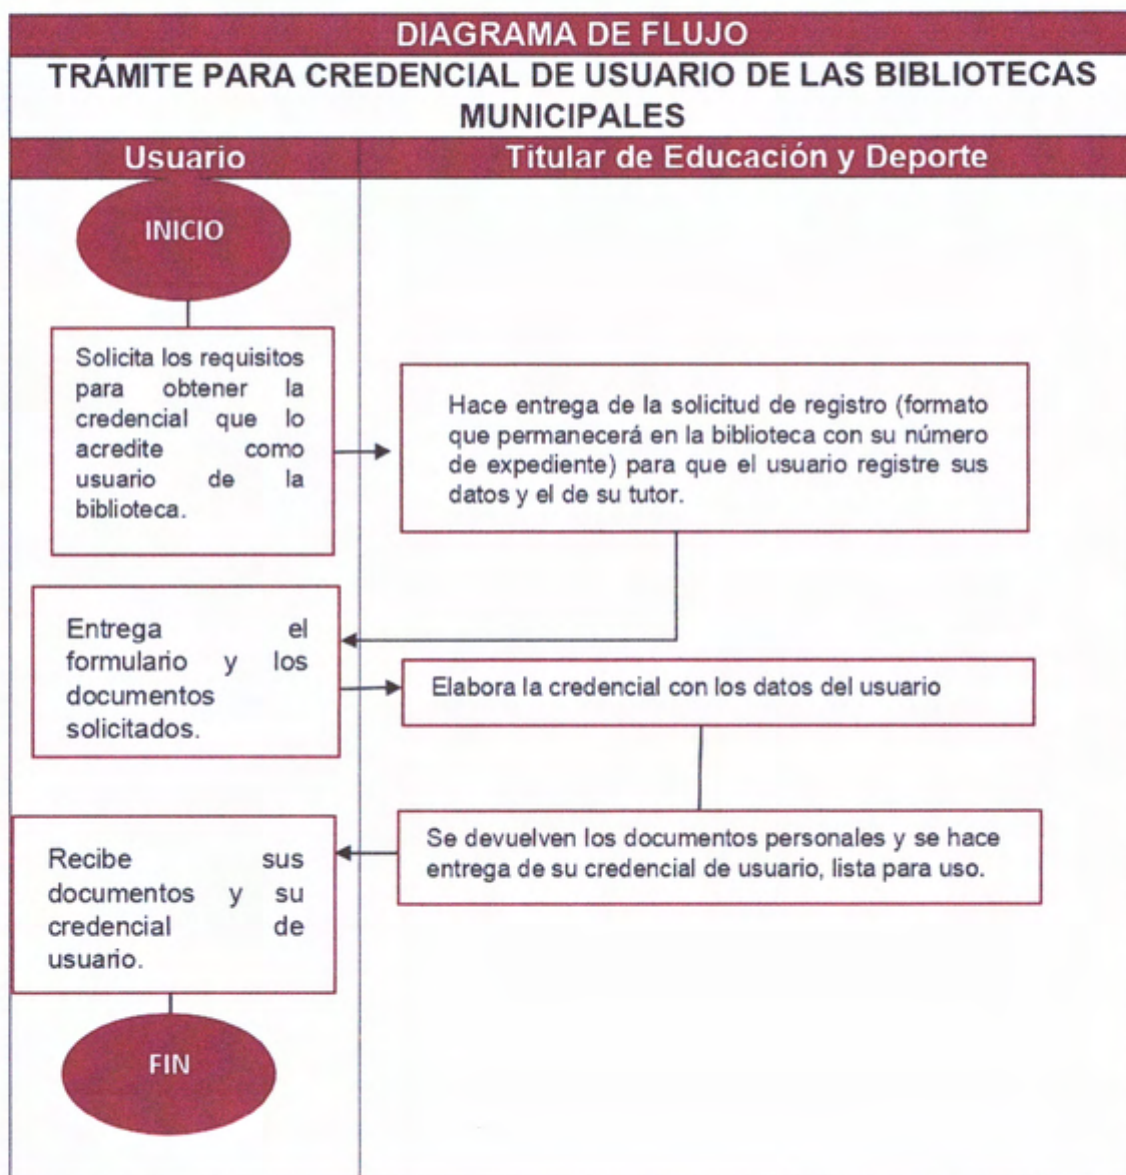 DIAGRAMA DE FLUJO
TRÁMITE PARA CREDENCIAL DE USUARIO DE LAS BIBLIOTECAS
MUNICIPALES
Usuario
Titular de Educación y Deporte
INICIO
Solicita los requisitos
para obtener la
credencial que lo
acredite como
usuario de la
biblioteca.
Hace entrega de la solicitud de registro (formato
que permanecerá en la biblioteca con su número
de expediente) para que el usuario registre sus
datos y el de su tutor.
Entrega el
formulario y los
documentos
solicitados.
Elabora la credencial con los datos del usuario
Se devuelven los documentos personales y se hace
entrega de su credencial de usuario, lista para uso.
Recibe sus
documentos y su
credencial de
usuario.
FIN